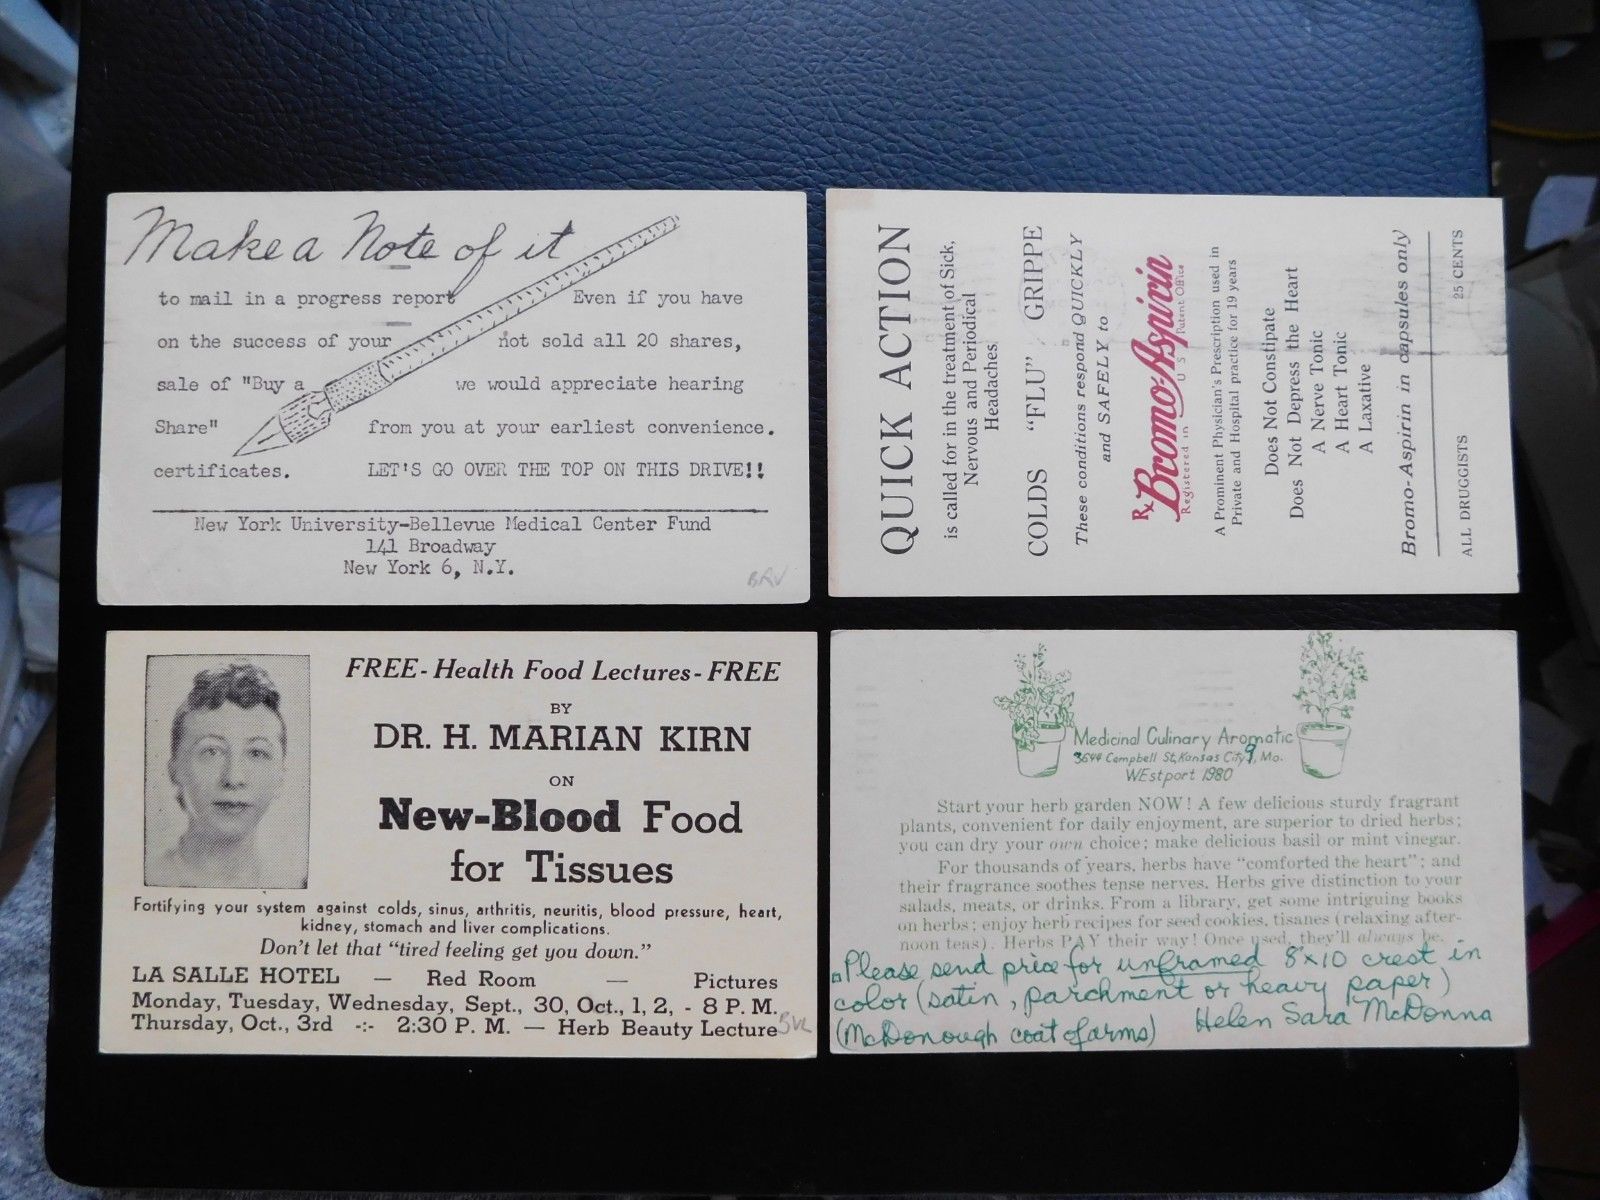 Make a Note of it
to mail in a progress report
on the success of your
sale of "Buy a
Share"
certificates.
Even if you have
not sold all 20 shares,
we would appreciate hearing
from you at your earliest convenience.
LET'S GO OVER THE TOP ON THIS DRIVE!!
New York University-Bellevue Medical Center Fund
141 Broadway
New York 6, N.Y.
QUICK ACTION
is called for in the treatment of Sick,
Nervous and Periodical
Headaches
COLDS "FLU" GRIPPE
These conditions respond QUICKLY
and SAFELY to
Rx Bromo-Aspirin
Registered in U S Patent Office
A Prominent Physician's Prescription used in
Private and Hospital practice for 19 years
Does Not Constipate
Does Not Depress the Heart
A Nerve Tonic
A Heart Tonic
A Laxative
Bromo-Aspirin in capsules only
ALL DRUGGISTS 25 CENTS
FREE - Health Food Lectures - FREE
BY
DR. H. MARIAN KIRN
ON
New-Blood Food
for Tissues
Fortifying your system against colds, sinus, arthritis, neuritis, blood pressure, heart,
kidney, stomach and liver complications.
Don't let that "tired feeling get you down."
LA SALLE HOTEL — Red Room — Pictures
Monday, Tuesday, Wednesday, Sept., 30, Oct., 1, 2, - 8 P. M.
Thursday, Oct., 3rd -:- 2:30 P. M. — Herb Beauty Lecture
Medicinal Culinary Aromatic
3644 Campbell St, Kansas City 9, Mo.
WEstport 1980
Start your herb garden NOW! A few delicious sturdy fragrant
plants, convenient for daily enjoyment, are superior to dried herbs;
you can dry your own choice; make delicious basil or mint vinegar.
For thousands of years, herbs have "comforted the heart"; and
their fragrance soothes tense nerves. Herbs give distinction to your
salads, meats, or drinks. From a library, get some intriguing books
on herbs; enjoy herb recipes for seed cookies, tisanes (relaxing after-
noon teas). Herbs PAY their way! Once used, they'll always be.
Please send price for unframed 8x10 crest in
color (satin, parchment or heavy paper)
(McDonough coat of arms) Helen Sara McDonna